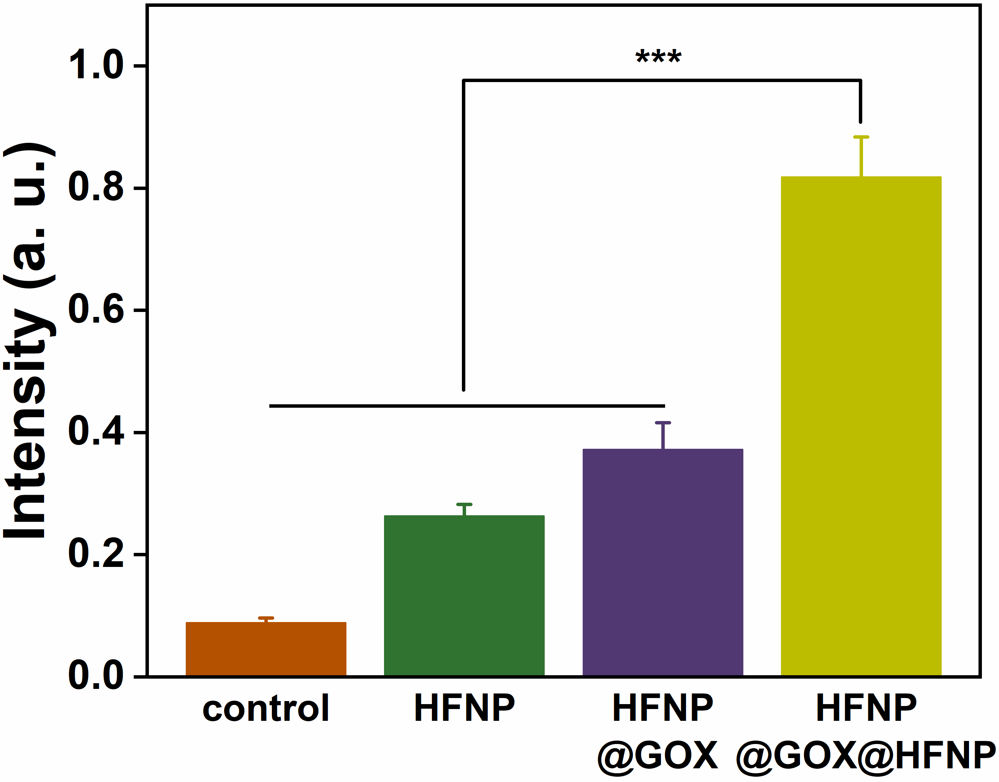 Intensity (a. u.)
1.0
0.8
0.6
0.4
0.2
0.0
***
control
HFNP
HFNP
@GOX
HFNP
@GOX@HFNP